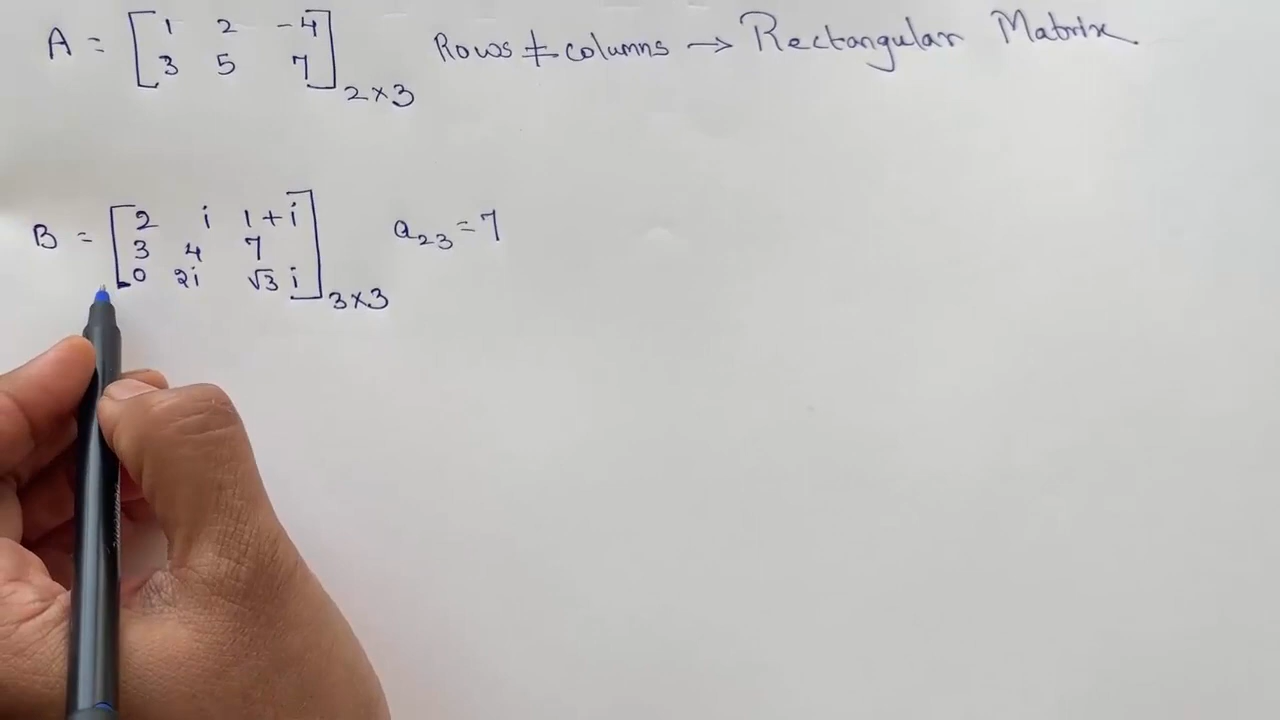 A = [ 1 2 -4 Rows ≠ columns → Rectangular Matrix
3 5 7 ] 2×3
B = [ 2 i 1+i a23 = 7
3 4 7
0 2i √3 i ] 3×3